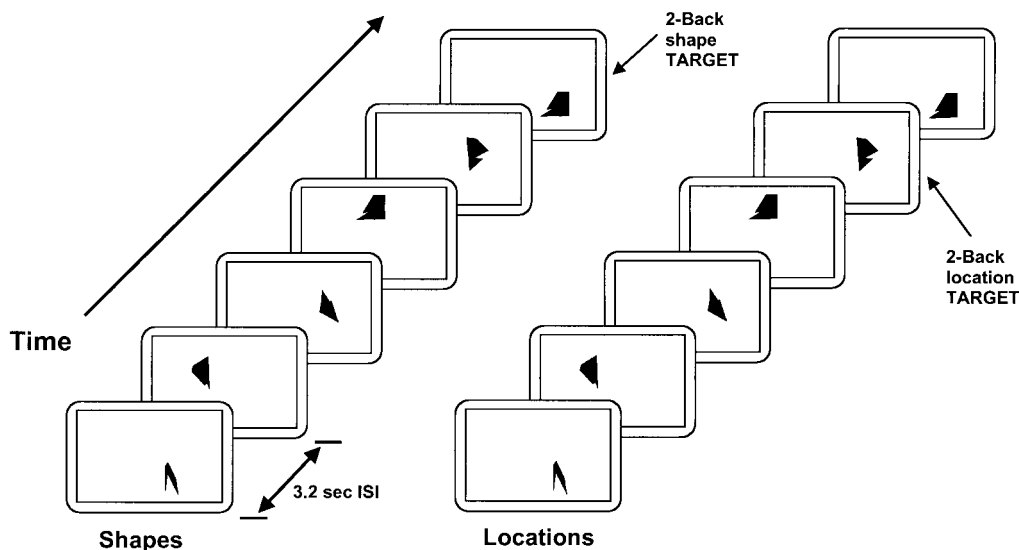 2-Back
shape
TARGET
2-Back
location
TARGET
Time
3.2 sec ISI
Shapes
Locations